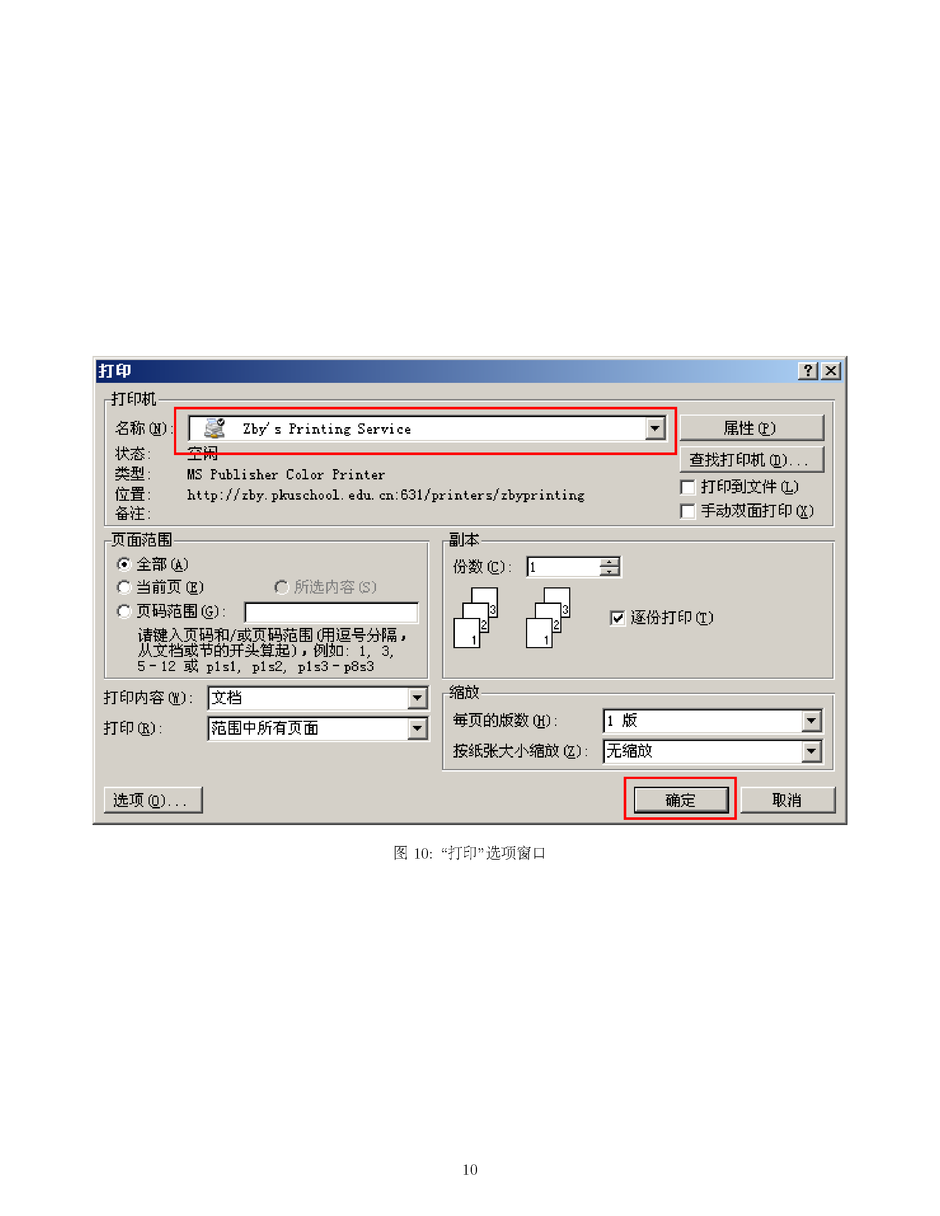 打印
打印机
名称(N): Zby's Printing Service 属性(P)
状态: 空闲 查找打印机(D)...
类型: MS Publisher Color Printer
位置: http://zby.pkuschool.edu.cn:631/printers/zbyprinting 打印到文件(L)
备注: 手动双面打印(X)
页面范围
全部(A)
当前页(E) 所选内容(S)
页码范围(G):
请键入页码和/或页码范围(用逗号分隔,
从文档或节的开头算起),例如: 1, 3,
5-12 或 p1s1, p1s2, p1s3-p8s3
副本
份数(C): 1
1 2 3 1 2 3 逐份打印(T)
打印内容(W): 文档
打印(R): 范围中所有页面
缩放
每页的版数(H): 1 版
按纸张大小缩放(Z): 无缩放
选项(O)... 确定 取消
图 10: “打印”选项窗口
10